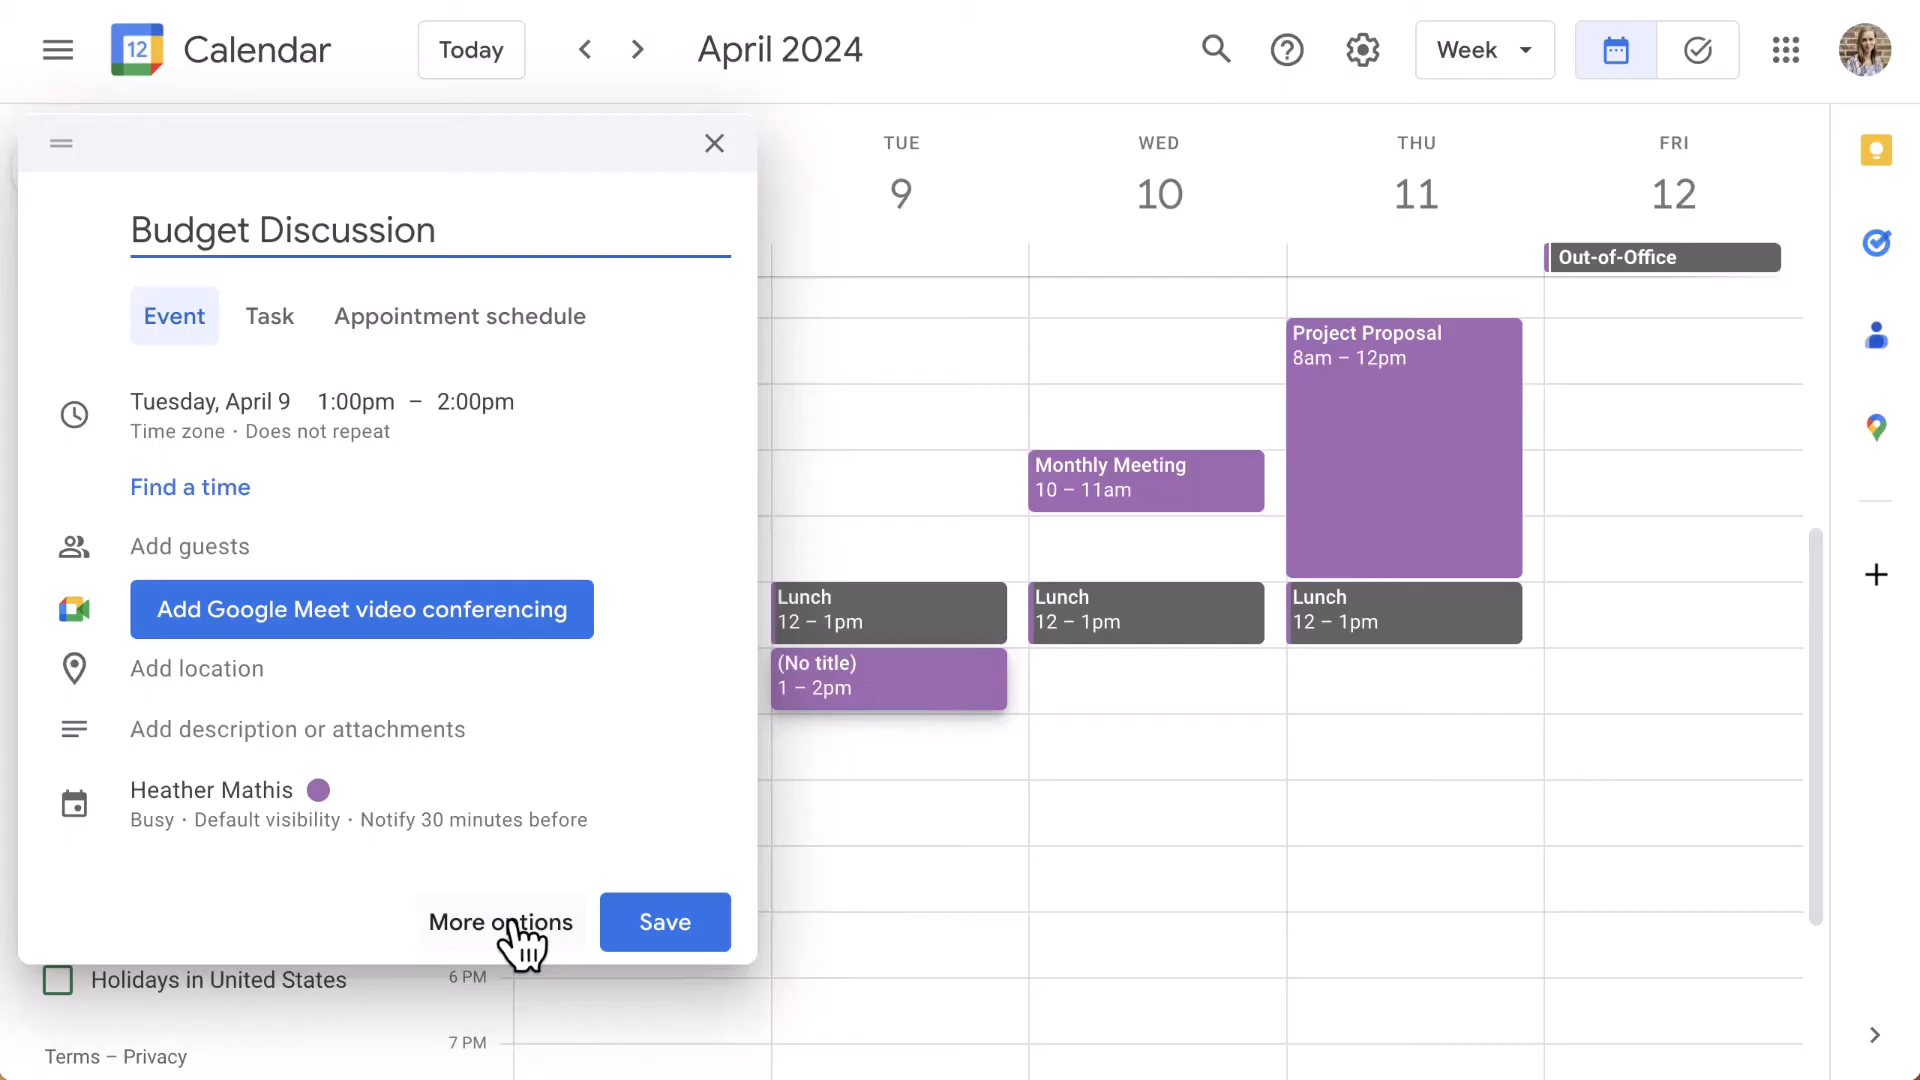 12
Calendar
Today
April 2024
Week
Budget Discussion
Event
Task
Appointment schedule
Tuesday, April 9 1:00pm – 2:00pm
Time zone · Does not repeat
Find a time
Add guests
Add Google Meet video conferencing
Add location
Add description or attachments
Heather Mathis
Busy · Default visibility · Notify 30 minutes before
More options
Save
Holidays in United States
Terms – Privacy
TUE
9
WED
10
THU
11
FRI
12
Out-of-Office
Project Proposal
8am – 12pm
Monthly Meeting
10 – 11am
Lunch
12 – 1pm
Lunch
12 – 1pm
Lunch
12 – 1pm
(No title)
1 – 2pm
6 PM
7 PM